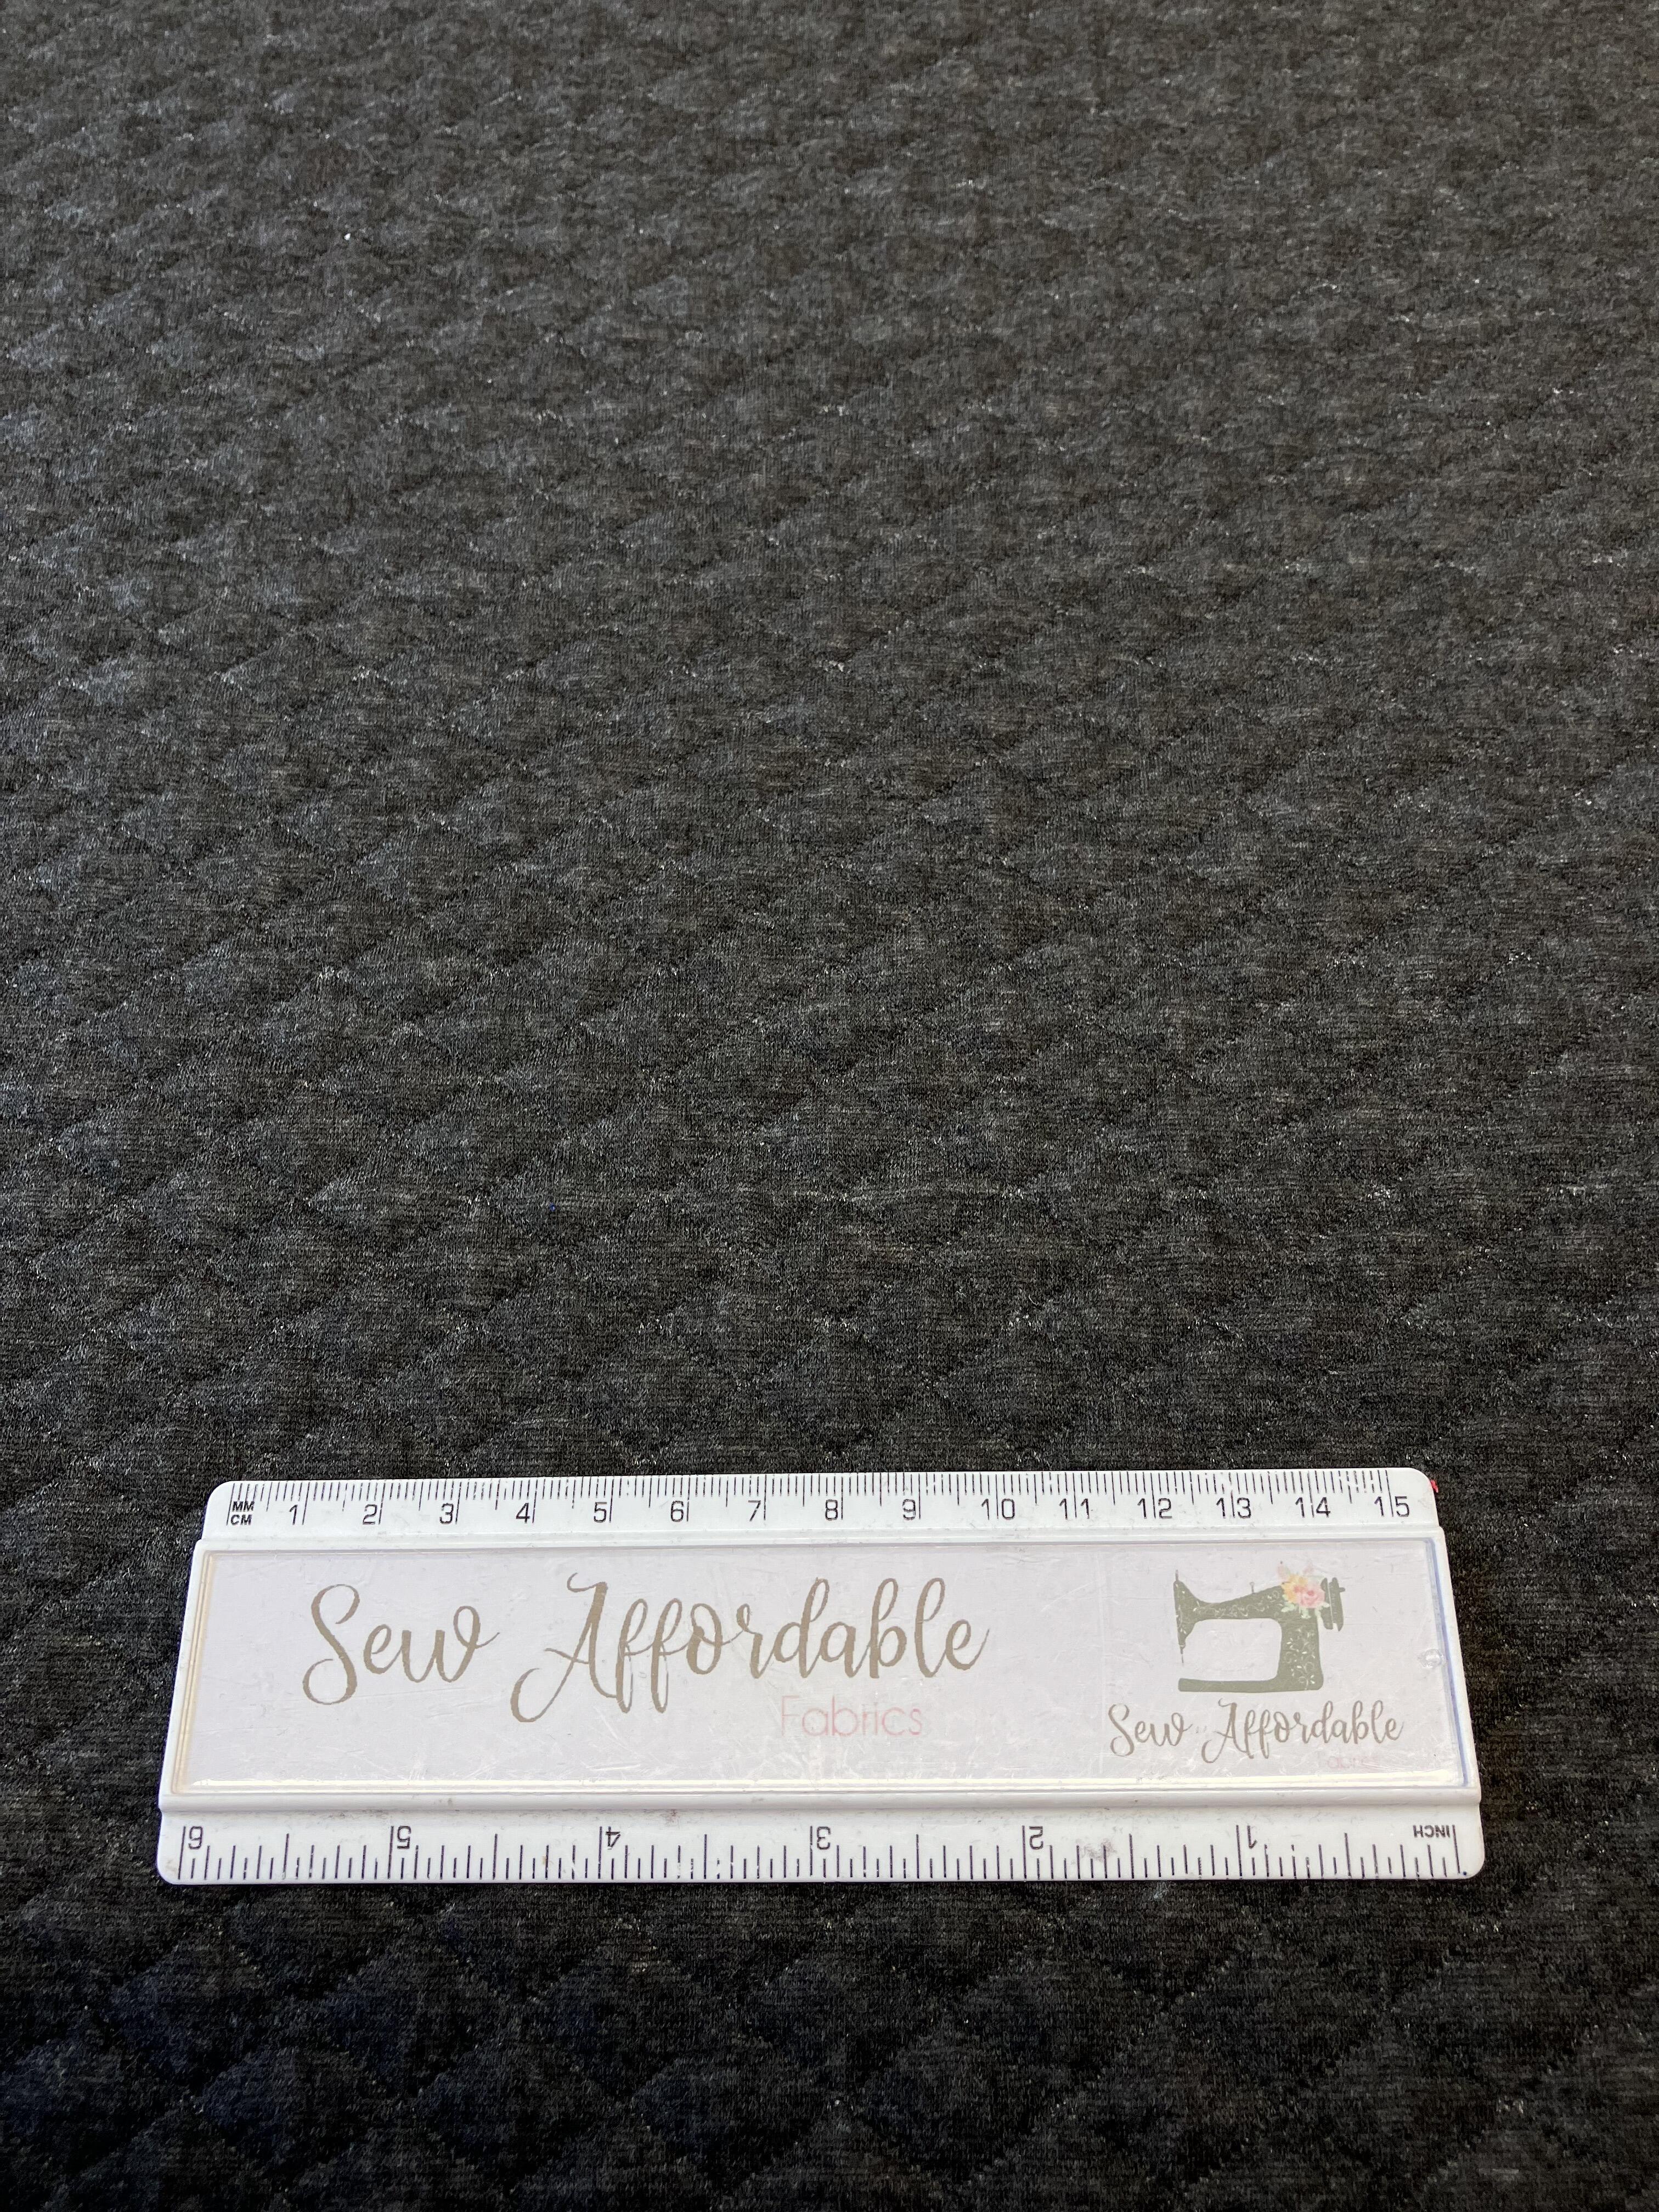 MM
CM 1 2 3 4 5 6 7 8 9 10 11 12 13 14 15
Sew Affordable
Fabrics
Sew Affordable
6 5 4 3 2 1 INCH